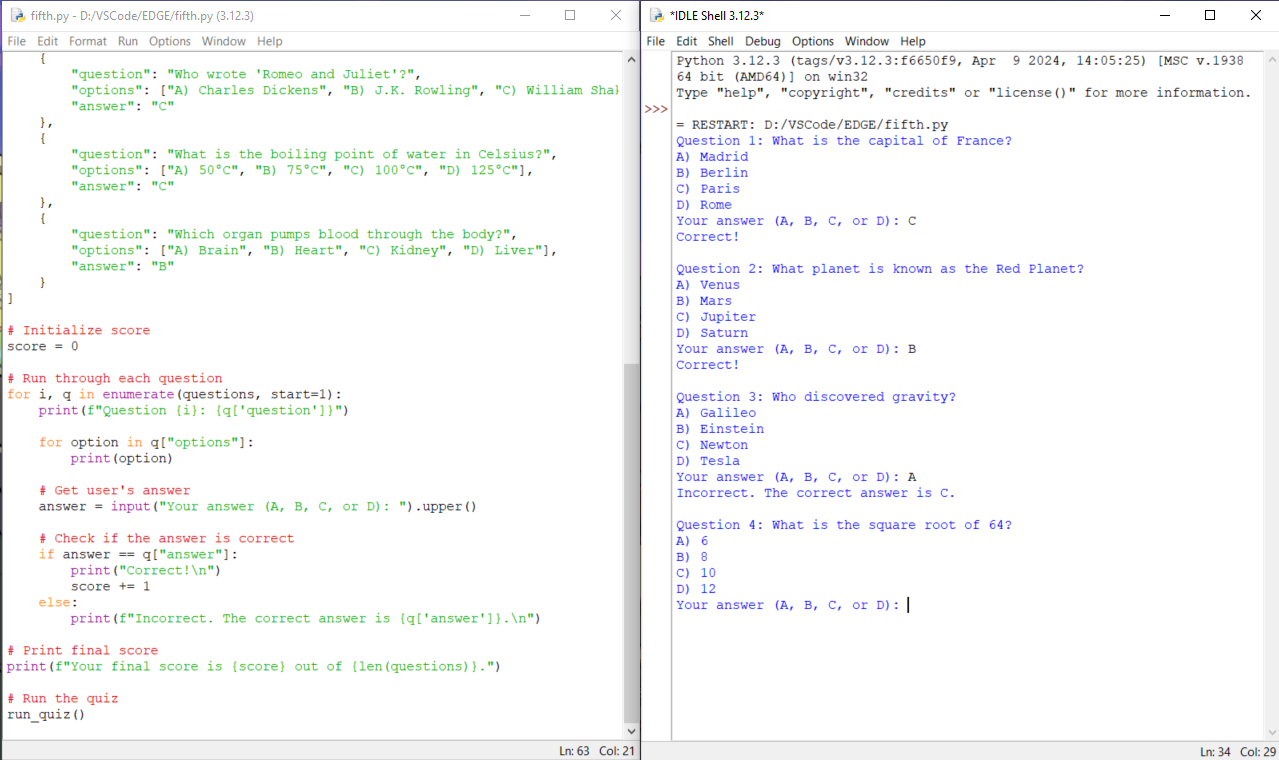 fifth.py - D:/VSCode/EDGE/fifth.py (3.12.3)
File Edit Format Run Options Window Help
    {
        "question": "Who wrote 'Romeo and Juliet'?",
        "options": ["A) Charles Dickens", "B) J.K. Rowling", "C) William Shak
        "answer": "C"
    },
    {
        "question": "What is the boiling point of water in Celsius?",
        "options": ["A) 50°C", "B) 75°C", "C) 100°C", "D) 125°C"],
        "answer": "C"
    },
    {
        "question": "Which organ pumps blood through the body?",
        "options": ["A) Brain", "B) Heart", "C) Kidney", "D) Liver"],
        "answer": "B"
    }
]
# Initialize score
score = 0
# Run through each question
for i, q in enumerate(questions, start=1):
    print(f"Question {i}: {q['question']}")
    for option in q["options"]:
        print(option)
    # Get user's answer
    answer = input("Your answer (A, B, C, or D): ").upper()
    # Check if the answer is correct
    if answer == q["answer"]:
        print("Correct!\n")
        score += 1
    else:
        print(f"Incorrect. The correct answer is {q['answer']}.\n")
# Print final score
print(f"Your final score is {score} out of {len(questions)}.")
# Run the quiz
run_quiz()
Ln: 63 Col: 21
*IDLE Shell 3.12.3*
File Edit Shell Debug Options Window Help
Python 3.12.3 (tags/v3.12.3:f6650f9, Apr  9 2024, 14:05:25) [MSC v.1938
64 bit (AMD64)] on win32
Type "help", "copyright", "credits" or "license()" for more information.
>>>
= RESTART: D:/VSCode/EDGE/fifth.py
Question 1: What is the capital of France?
A) Madrid
B) Berlin
C) Paris
D) Rome
Your answer (A, B, C, or D): C
Correct!
Question 2: What planet is known as the Red Planet?
A) Venus
B) Mars
C) Jupiter
D) Saturn
Your answer (A, B, C, or D): B
Correct!
Question 3: Who discovered gravity?
A) Galileo
B) Einstein
C) Newton
D) Tesla
Your answer (A, B, C, or D): A
Incorrect. The correct answer is C.
Question 4: What is the square root of 64?
A) 6
B) 8
C) 10
D) 12
Your answer (A, B, C, or D):
Ln: 34 Col: 29